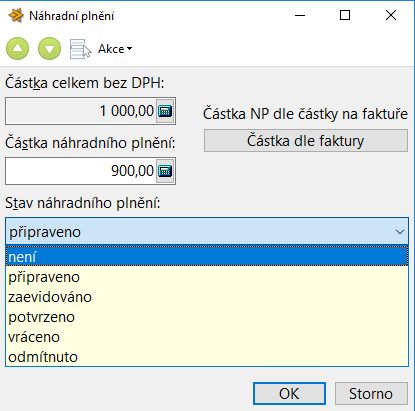 Náhradní plnění
Akce
Částka celkem bez DPH:
1 000,00
Částka NP dle částky na faktuře
Částka náhradního plnění:
Částka dle faktury
900,00
Stav náhradního plnění:
připraveno
není
připraveno
zaevidováno
potvrzeno
vráceno
odmítnuto
OK
Storno